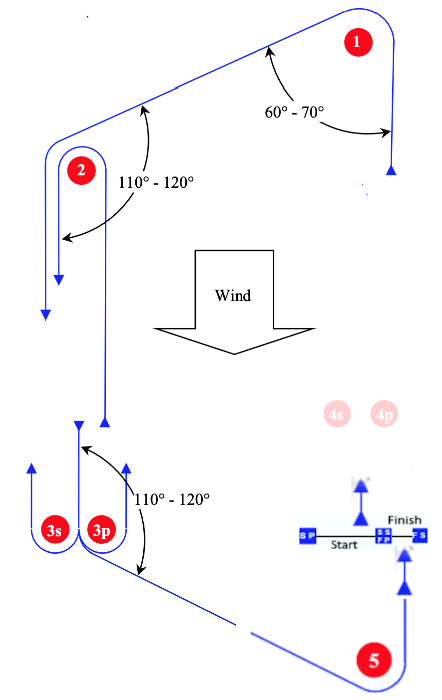 1
60° - 70°
2
110° - 120°
Wind
4s 4p
110° - 120°
3s 3p
Finish
S P
S S
F P
F S
Start
5